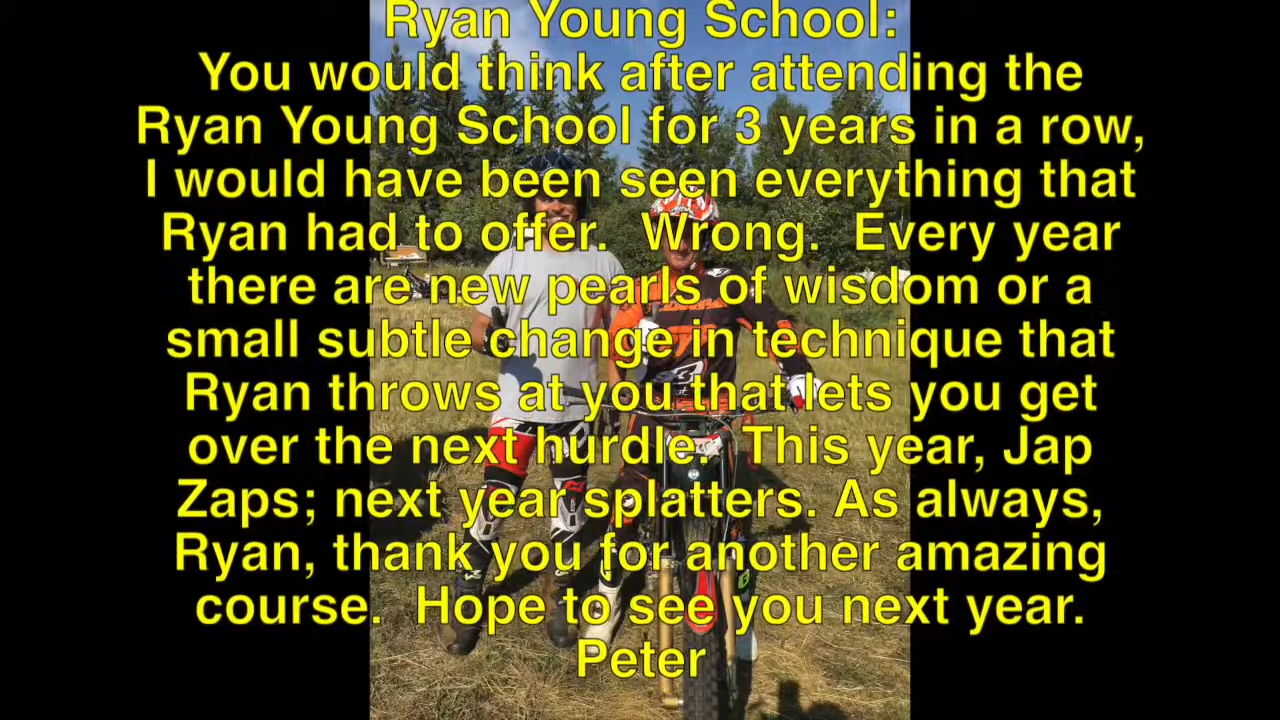 Ryan Young School:
You would think after attending the
Ryan Young School for 3 years in a row,
I would have been seen everything that
Ryan had to offer.  Wrong.  Every year
there are new pearls of wisdom or a
small subtle change in technique that
Ryan throws at you that lets you get
over the next hurdle.  This year, Jap
Zaps; next year splatters. As always,
Ryan, thank you for another amazing
course.  Hope to see you next year.
Peter